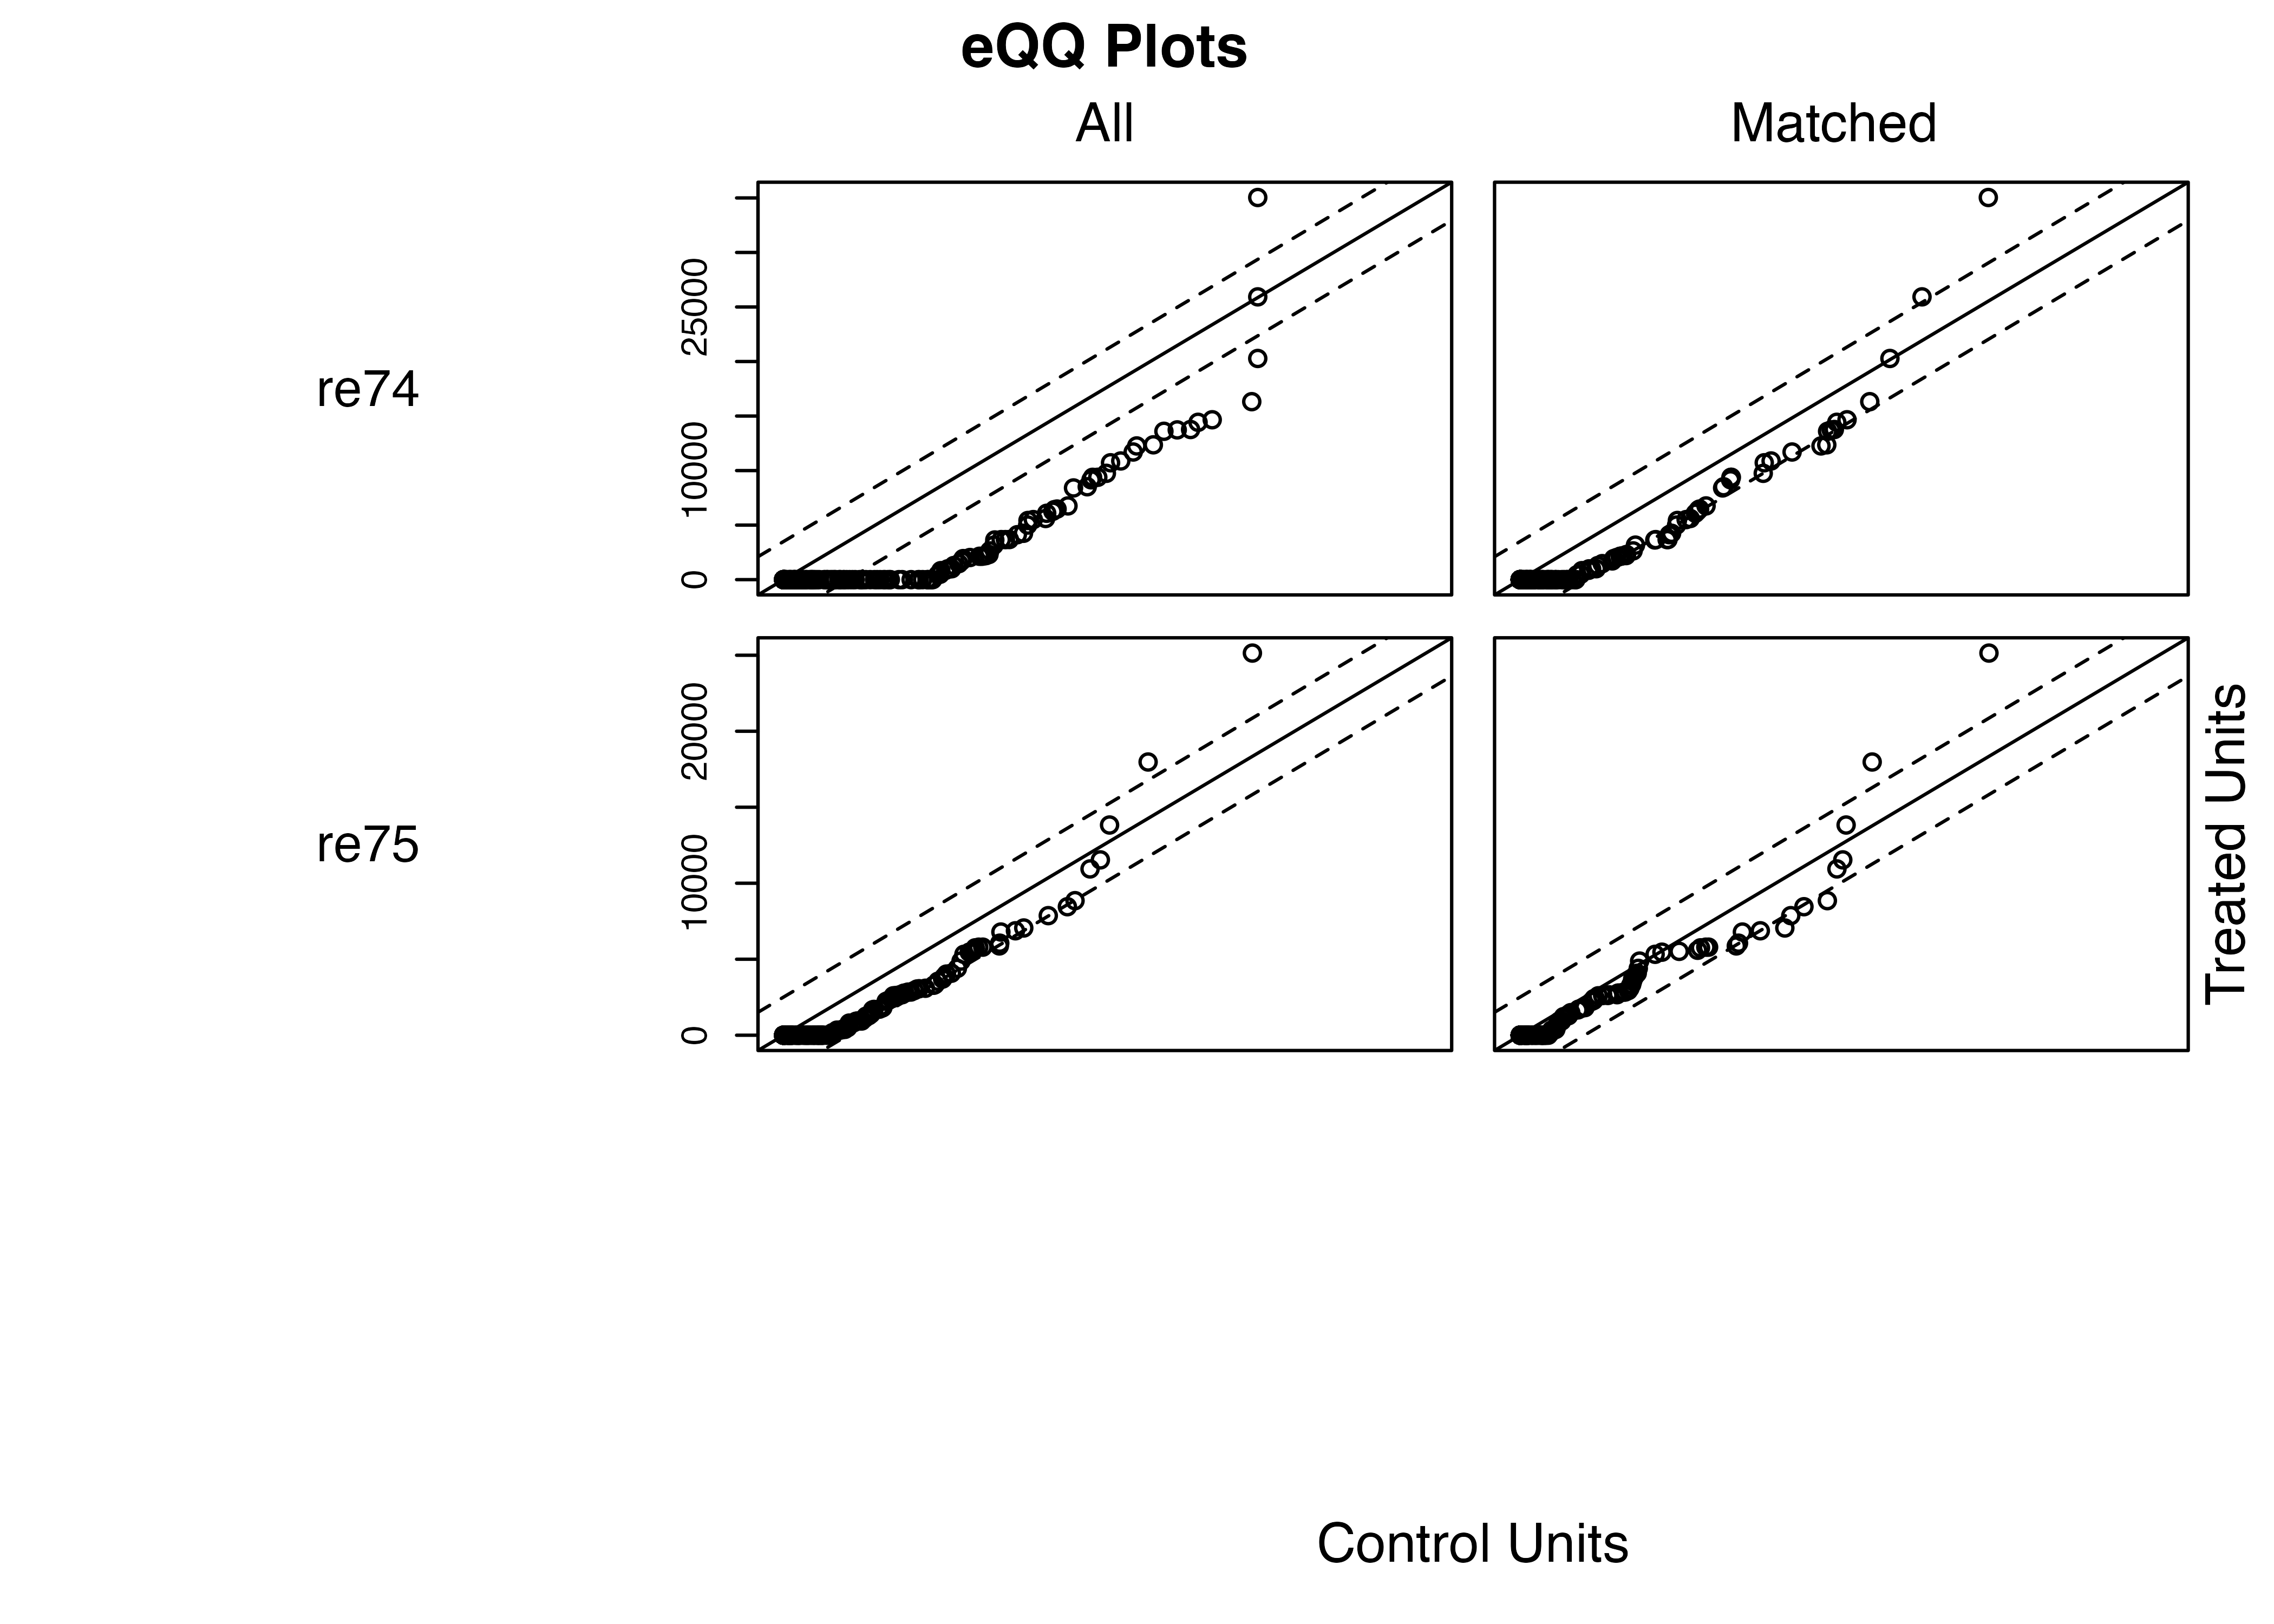 eQQ Plots
All
Matched
re74
25000
10000
0
re75
20000
10000
0
Treated Units
Control Units